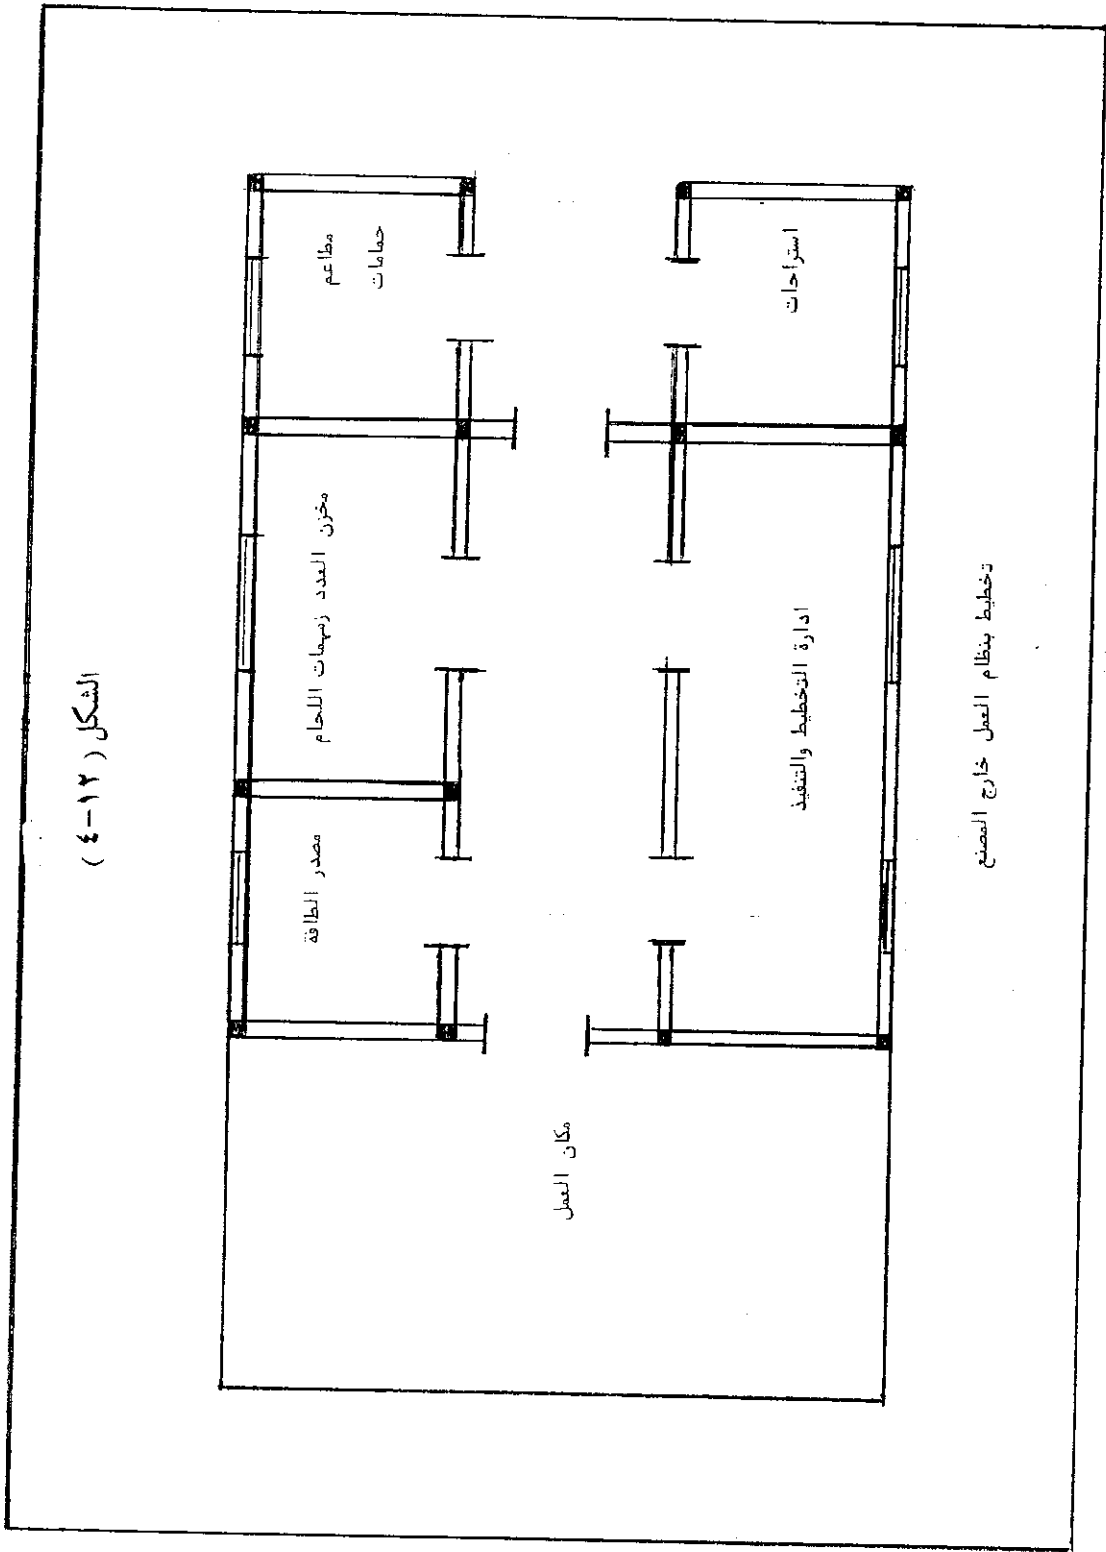 الشكل (٤-١٢)
مطاعم
حمامات
مخزن العدد ومهمات اللحام
مصدر الطاقة
مكان العمل
استراحات
ادارة التخطيط والتنفيذ
تخطيط بنظام العمل خارج المصنع